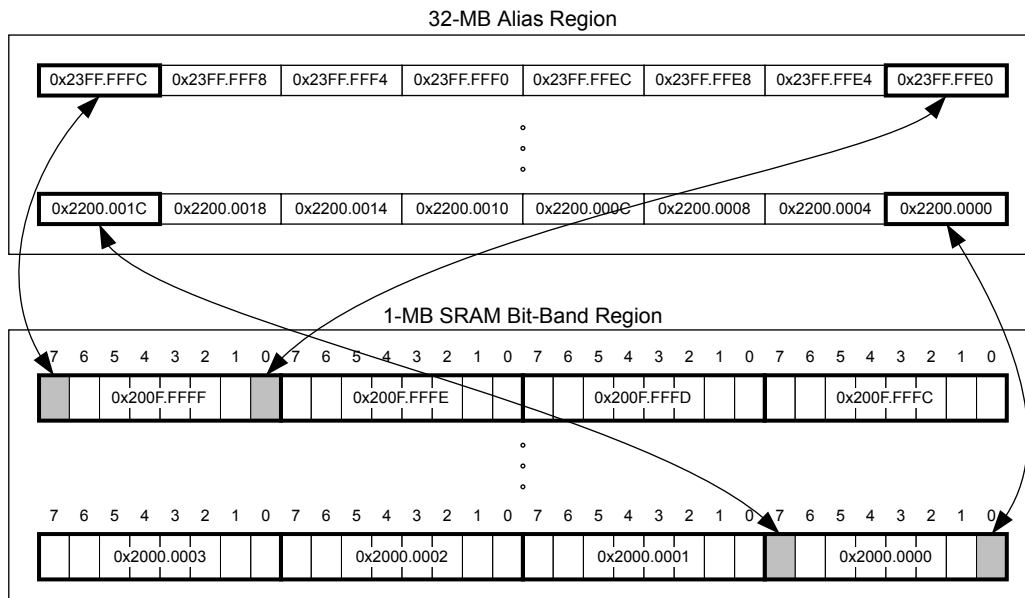 32-MB Alias Region
0x23FF.FFFC 0x23FF.FFF8 0x23FF.FFF4 0x23FF.FFF0 0x23FF.FFEC 0x23FF.FFE8 0x23FF.FFE4 0x23FF.FFE0
0x2200.001C 0x2200.0018 0x2200.0014 0x2200.0010 0x2200.000C 0x2200.0008 0x2200.0004 0x2200.0000
1-MB SRAM Bit-Band Region
7 6 5 4 3 2 1 0 7 6 5 4 3 2 1 0 7 6 5 4 3 2 1 0 7 6 5 4 3 2 1 0
0x200F.FFFF 0x200F.FFFE 0x200F.FFFD 0x200F.FFFC
7 6 5 4 3 2 1 0 7 6 5 4 3 2 1 0 7 6 5 4 3 2 1 0 7 6 5 4 3 2 1 0
0x2000.0003 0x2000.0002 0x2000.0001 0x2000.0000